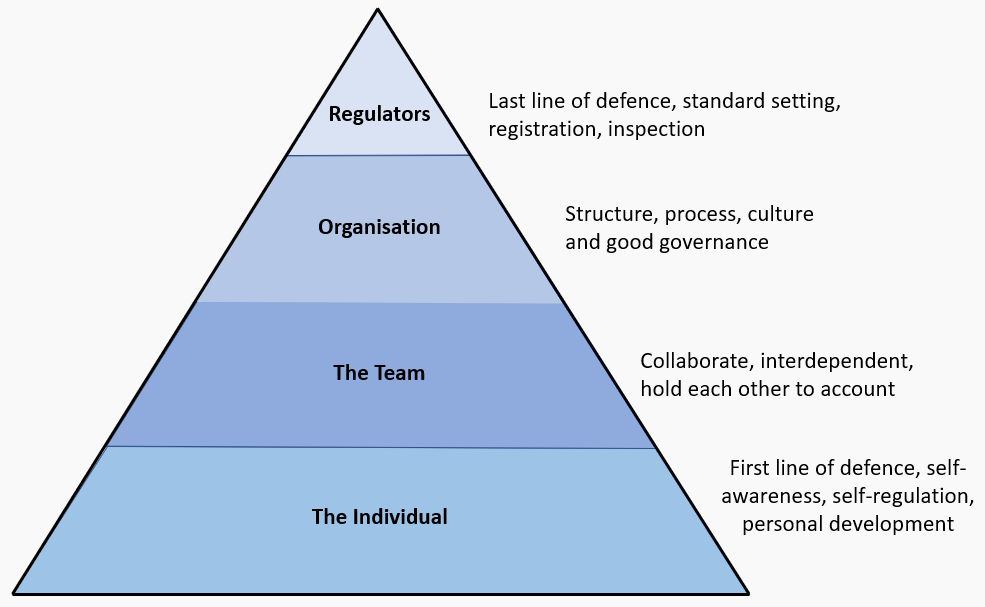 Regulators
Last line of defence, standard setting,
registration, inspection
Organisation
Structure, process, culture
and good governance
The Team
Collaborate, interdependent,
hold each other to account
The Individual
First line of defence, self-
awareness, self-regulation,
personal development